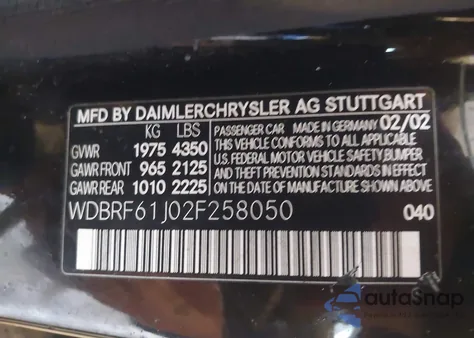 MFD BY DAIMLERCHRYSLER AG STUTTGART
KG LBS
GVWR 1975 4350
GAWR FRONT 965 2125
GAWR REAR 1010 2225
PASSENGER CAR MADE IN GERMANY 02/02
THIS VEHICLE CONFORMS TO ALL APPLICABLE
U.S. FEDERAL MOTOR VEHICLE SAFETY, BUMPER
AND THEFT PREVENTION STANDARDS IN EFFECT
ON THE DATE OF MANUFACTURE SHOWN ABOVE
WDBRF61J02F258050 040
autaSnap